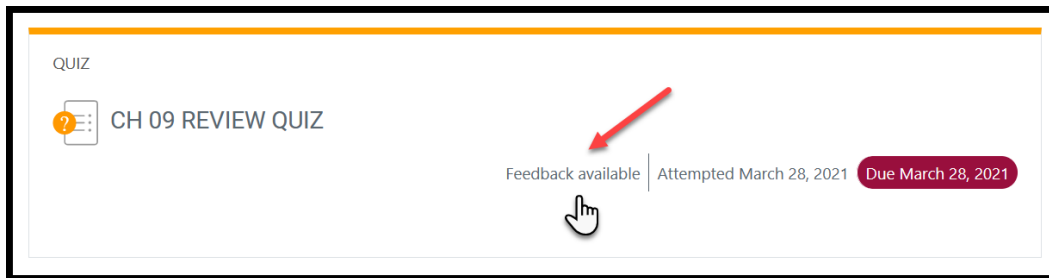 QUIZ
CH 09 REVIEW QUIZ
Feedback available Attempted March 28, 2021 Due March 28, 2021